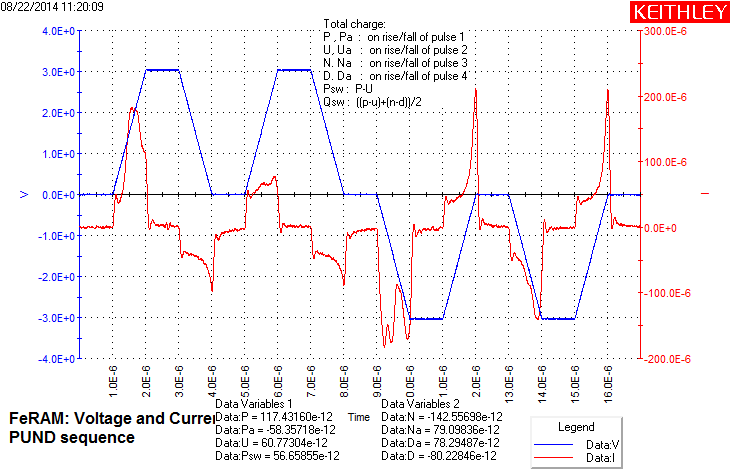 08/22/2014 11:20:09
KEITHLEY
Total charge:
P , Pa : on rise/fall of pulse 1
U, Ua : on rise/fall of pulse 2
N. Na : on rise/fall of pulse 3
D. Da : on rise/fall of pulse 4
Psw : P-U
Qsw : ((p-u)+(n-d))/2
4.0E+0
3.0E+0
2.0E+0
1.0E+0
0.0E+0
-1.0E+0
-2.0E+0
-3.0E+0
-4.0E+0
V
300.0E-6
200.0E-6
100.0E-6
0.0E+0
-100.0E-6
-200.0E-6
I
1.0E-6
2.0E-6
3.0E-6
4.0E-6
5.0E-6
6.0E-6
7.0E-6
8.0E-6
9.0E-6
0.0E-6
11.0E-6
2.0E-6
13.0E-6
14.0E-6
15.0E-6
16.0E-6
Time
FeRAM: Voltage and Curre
PUND sequence
Data Variables 1
Data:P = 117.43160e-12
Data:Pa = -58.35718e-12
Data:U = 60.77304e-12
Data:Psw = 56.65855e-12
Data Variables 2
Data:N = -142.55698e-12
Data:Na = 79.09836e-12
Data:Da = 78.29487e-12
Data:D = -80.22846e-12
Legend
Data:V
Data:I